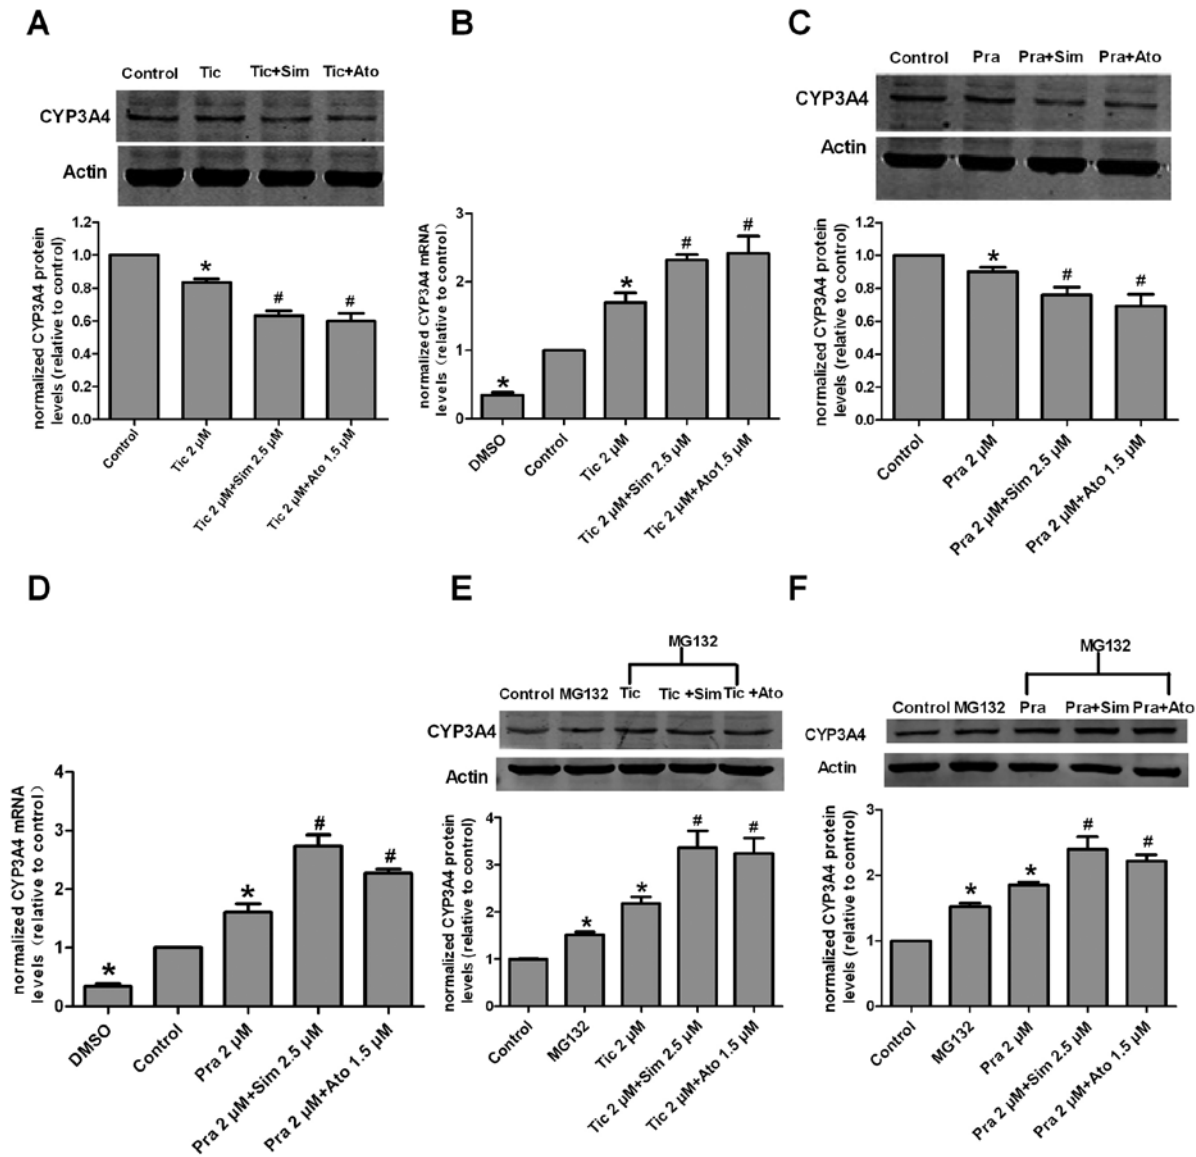 A
Control Tic Tic+Sim Tic+Ato
CYP3A4
Actin
normalized CYP3A4 protein
levels (relative to control)
1.2
1.0
0.8
0.6
0.4
0.2
0.0
*
#
#
Control
Tic 2 µM
Tic 2 µM+Sim 2.5 µM
Tic 2 µM+Ato 1.5 µM
B
normalized CYP3A4 mRNA
levels (relative to control)
3
2
1
0
*
*
#
#
DMSO
Control
Tic 2 µM
Tic 2 µM+Sim 2.5 µM
Tic 2 µM+Ato1.5 µM
C
Control Pra Pra+Sim Pra+Ato
CYP3A4
Actin
normalized CYP3A4 protein
levels (relative to control)
1.2
1.0
0.8
0.6
0.4
0.2
0.0
*
#
#
Control
Pra 2 µM
Pra 2 µM+Sim 2.5 µM
Pra 2 µM+Ato 1.5 µM
D
normalized CYP3A4 mRNA
levels (relative to control)
4
3
2
1
0
*
*
#
#
DMSO
Control
Pra 2 µM
Pra 2 µM+Sim 2.5 µM
Pra 2 µM+Ato 1.5 µM
E
MG132
Control MG132 Tic Tic +Sim Tic +Ato
CYP3A4
Actin
normalized CYP3A4 protein
levels (relative to control)
4
3
2
1
0
*
*
#
#
Control
MG132
Tic 2 µM
Tic 2 µM+Sim 2.5 µM
Tic 2 µM+Ato 1.5 µM
F
MG132
Control MG132 Pra Pra+Sim Pra+Ato
CYP3A4
Actin
normalized CYP3A4 protein
levels (relative to control)
3
2
1
0
*
*
#
#
Control
MG132
Pra 2 µM
Pra 2 µM+Sim 2.5 µM
Pra 2 µM+Ato 1.5 µM